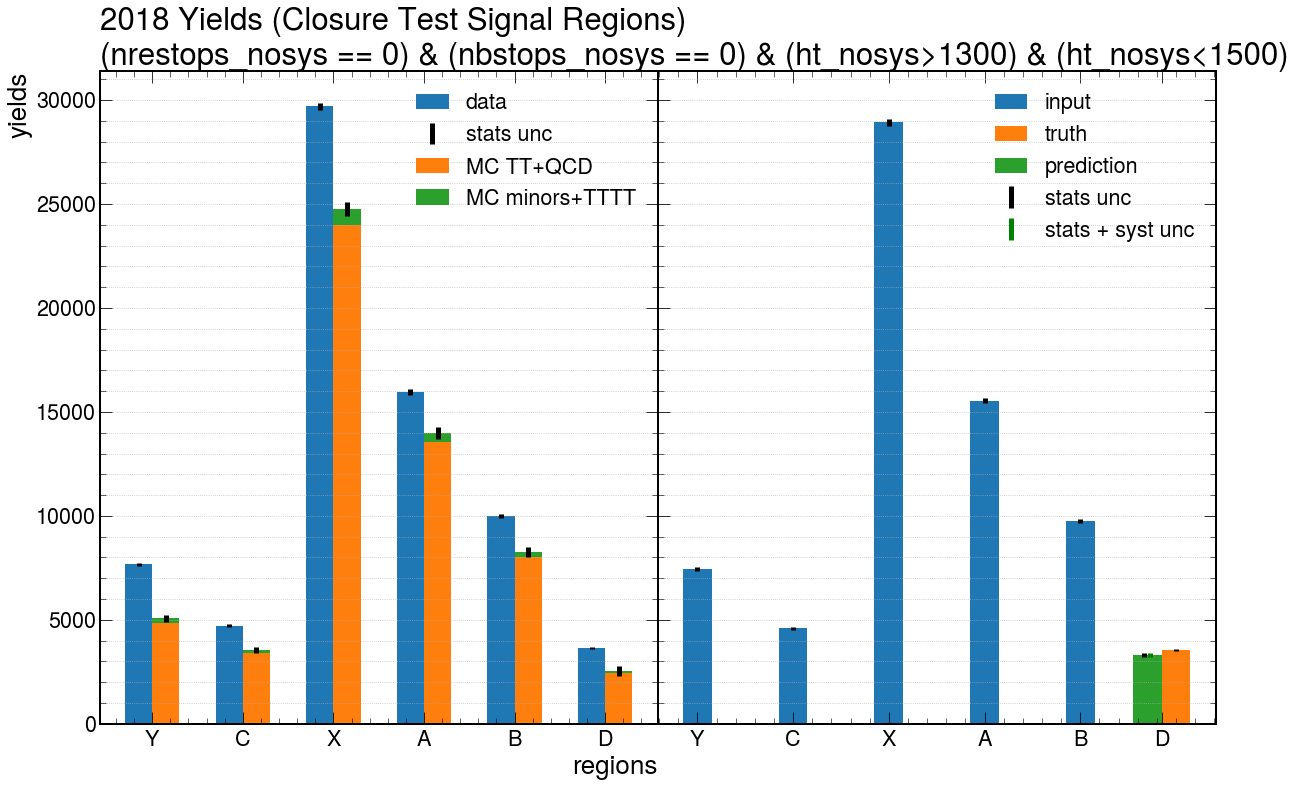 2018 Yields (Closure Test Signal Regions)
(nrestops_nosys == 0) & (nbstops_nosys == 0) & (ht_nosys>1300) & (ht_nosys<1500)
yields
30000
25000
20000
15000
10000
5000
0
data
stats unc
MC TT+QCD
MC minors+TTTT
input
truth
prediction
stats unc
stats + syst unc
Y C X A B D
Y C X A B D
regions